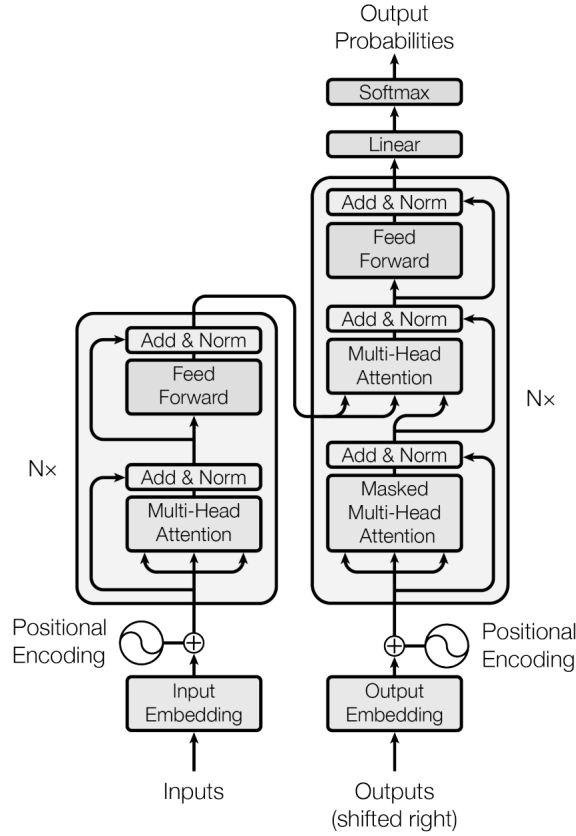 Output
Probabilities
Softmax
Linear
Add & Norm
Feed
Forward
Add & Norm
Multi-Head
Attention
Add & Norm
Masked
Multi-Head
Attention
N×
Add & Norm
Feed
Forward
Add & Norm
Multi-Head
Attention
N×
Positional
Encoding
Positional
Encoding
Input
Embedding
Output
Embedding
Inputs
Outputs
(shifted right)